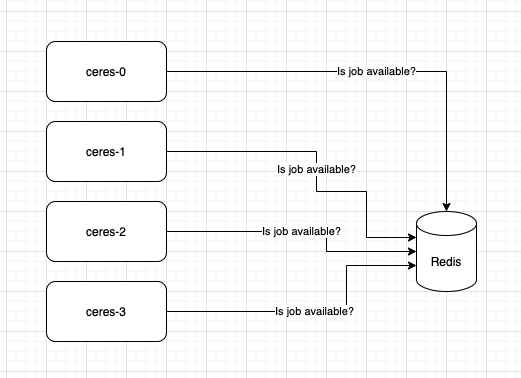 ceres-0
Is job available?
ceres-1
Is job available?
ceres-2
Is job available?
Redis
ceres-3
Is job available?